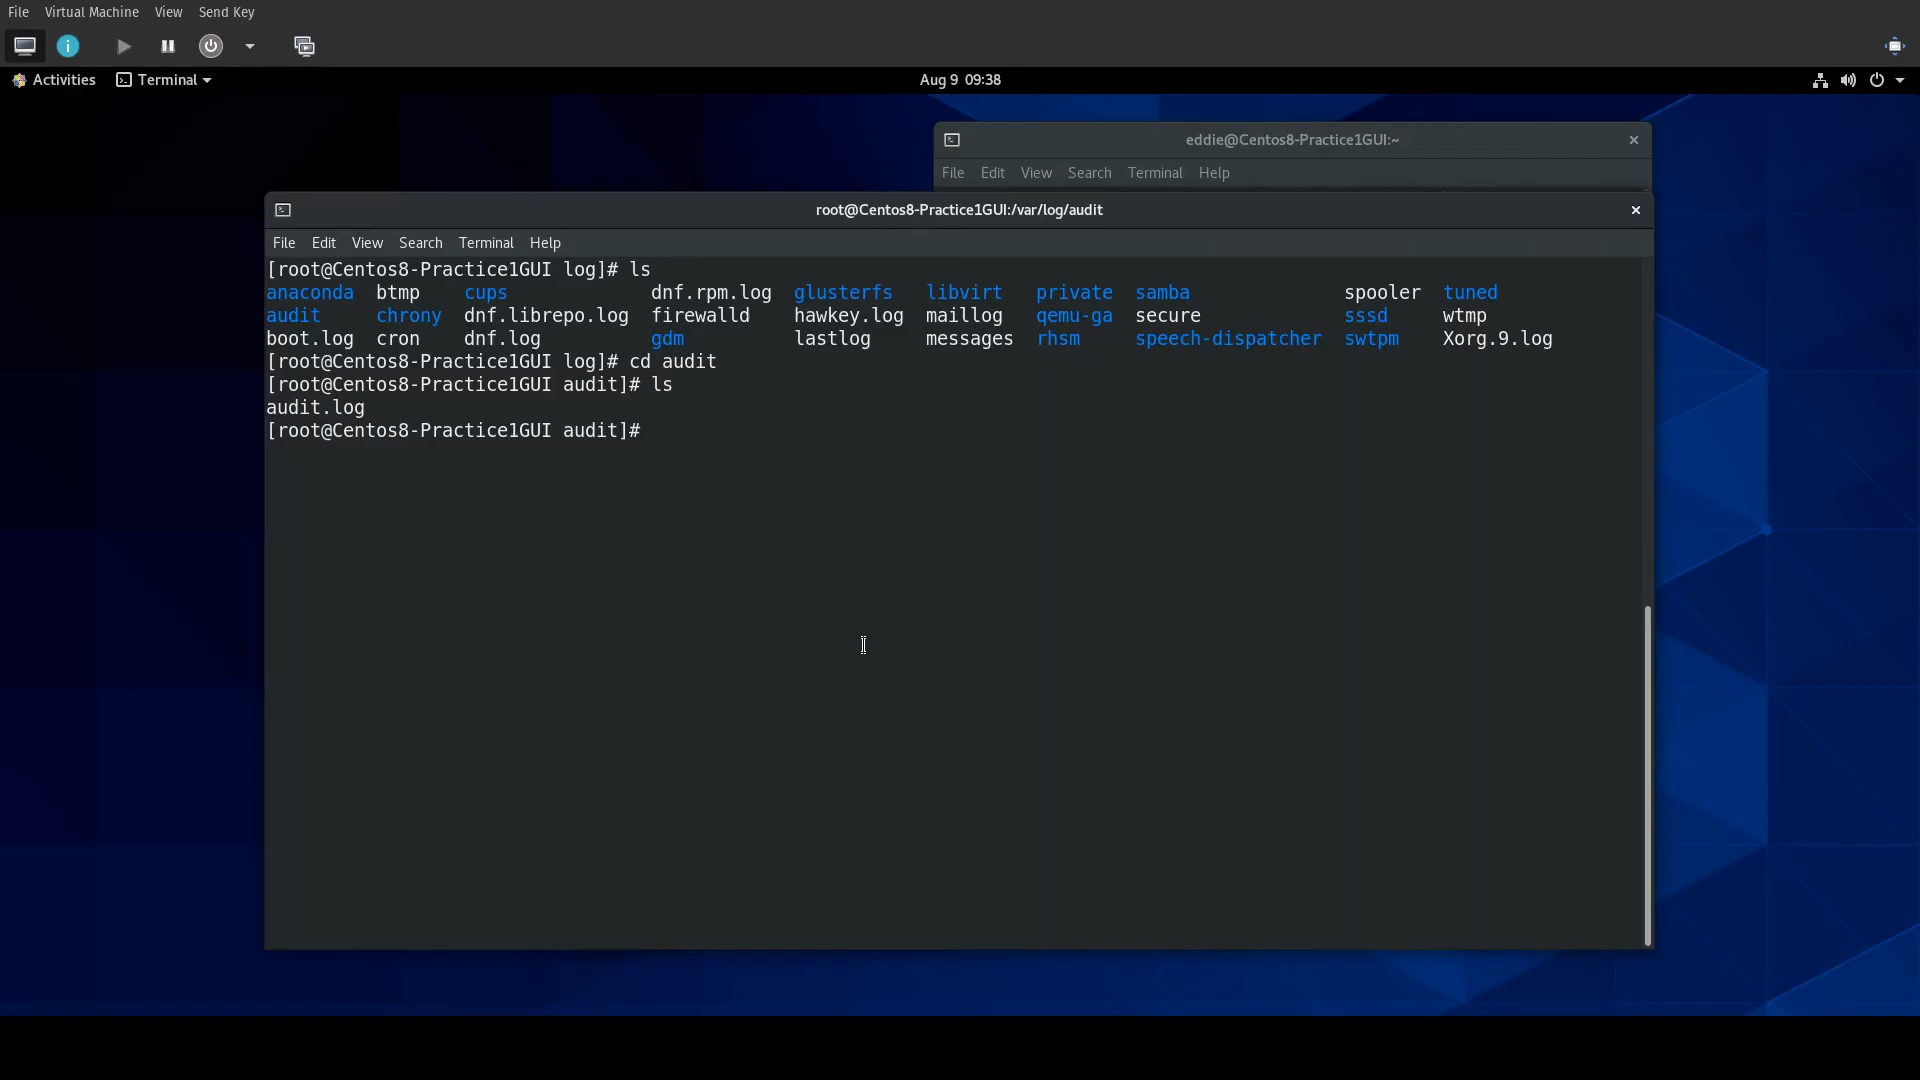 File Virtual Machine View Send Key
Activities Terminal Aug 9 09:38
eddie@Centos8-Practice1GUI:~
File Edit View Search Terminal Help
root@Centos8-Practice1GUI:/var/log/audit
File Edit View Search Terminal Help
[root@Centos8-Practice1GUI log]# ls
anaconda btmp cups dnf.rpm.log glusterfs libvirt private samba spooler tuned
audit chrony dnf.librepo.log firewalld hawkey.log maillog qemu-ga secure sssd wtmp
boot.log cron dnf.log gdm lastlog messages rhsm speech-dispatcher swtpm Xorg.9.log
[root@Centos8-Practice1GUI log]# cd audit
[root@Centos8-Practice1GUI audit]# ls
audit.log
[root@Centos8-Practice1GUI audit]#